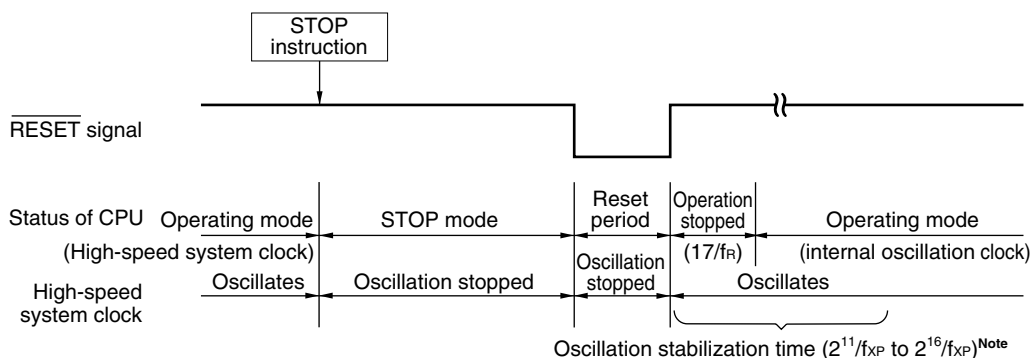 STOP
instruction
RESET signal
Status of CPU
Operating mode
(High-speed system clock)
STOP mode
Reset
period
Operation
stopped
(17/fR)
Operating mode
(internal oscillation clock)
High-speed
system clock
Oscillates
Oscillation stopped
Oscillation
stopped
Oscillates
Oscillation stabilization time (2^11/fXP to 2^16/fXP)^Note